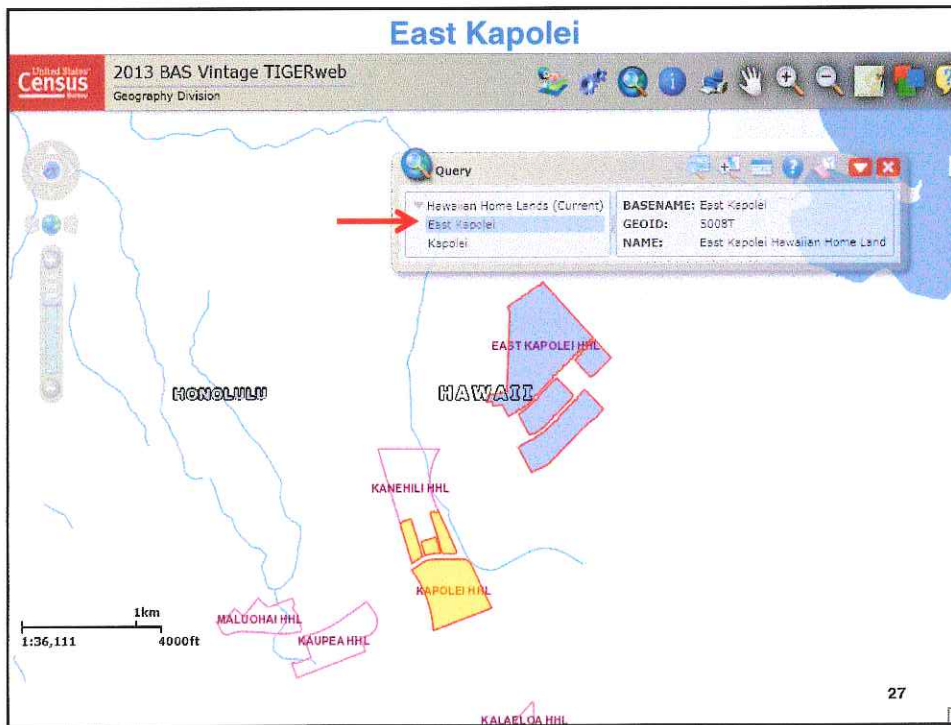 East Kapolei
United States
Census
Bureau
2013 BAS Vintage TIGERweb
Geography Division
Query
Hawaiian Home Lands (Current)
East Kapolei
Kapolei
BASENAME: East Kapolei
GEOID: 5008T
NAME: East Kapolei Hawaiian Home Land
EAST KAPOLEI HHL
HONOLULU
HAWAII
KANEHILI HHL
KAPOLEI HHL
MALUOHAI HHL
KAUPEA HHL
1km
1:36,111
4000ft
KALAELOA HHL
27